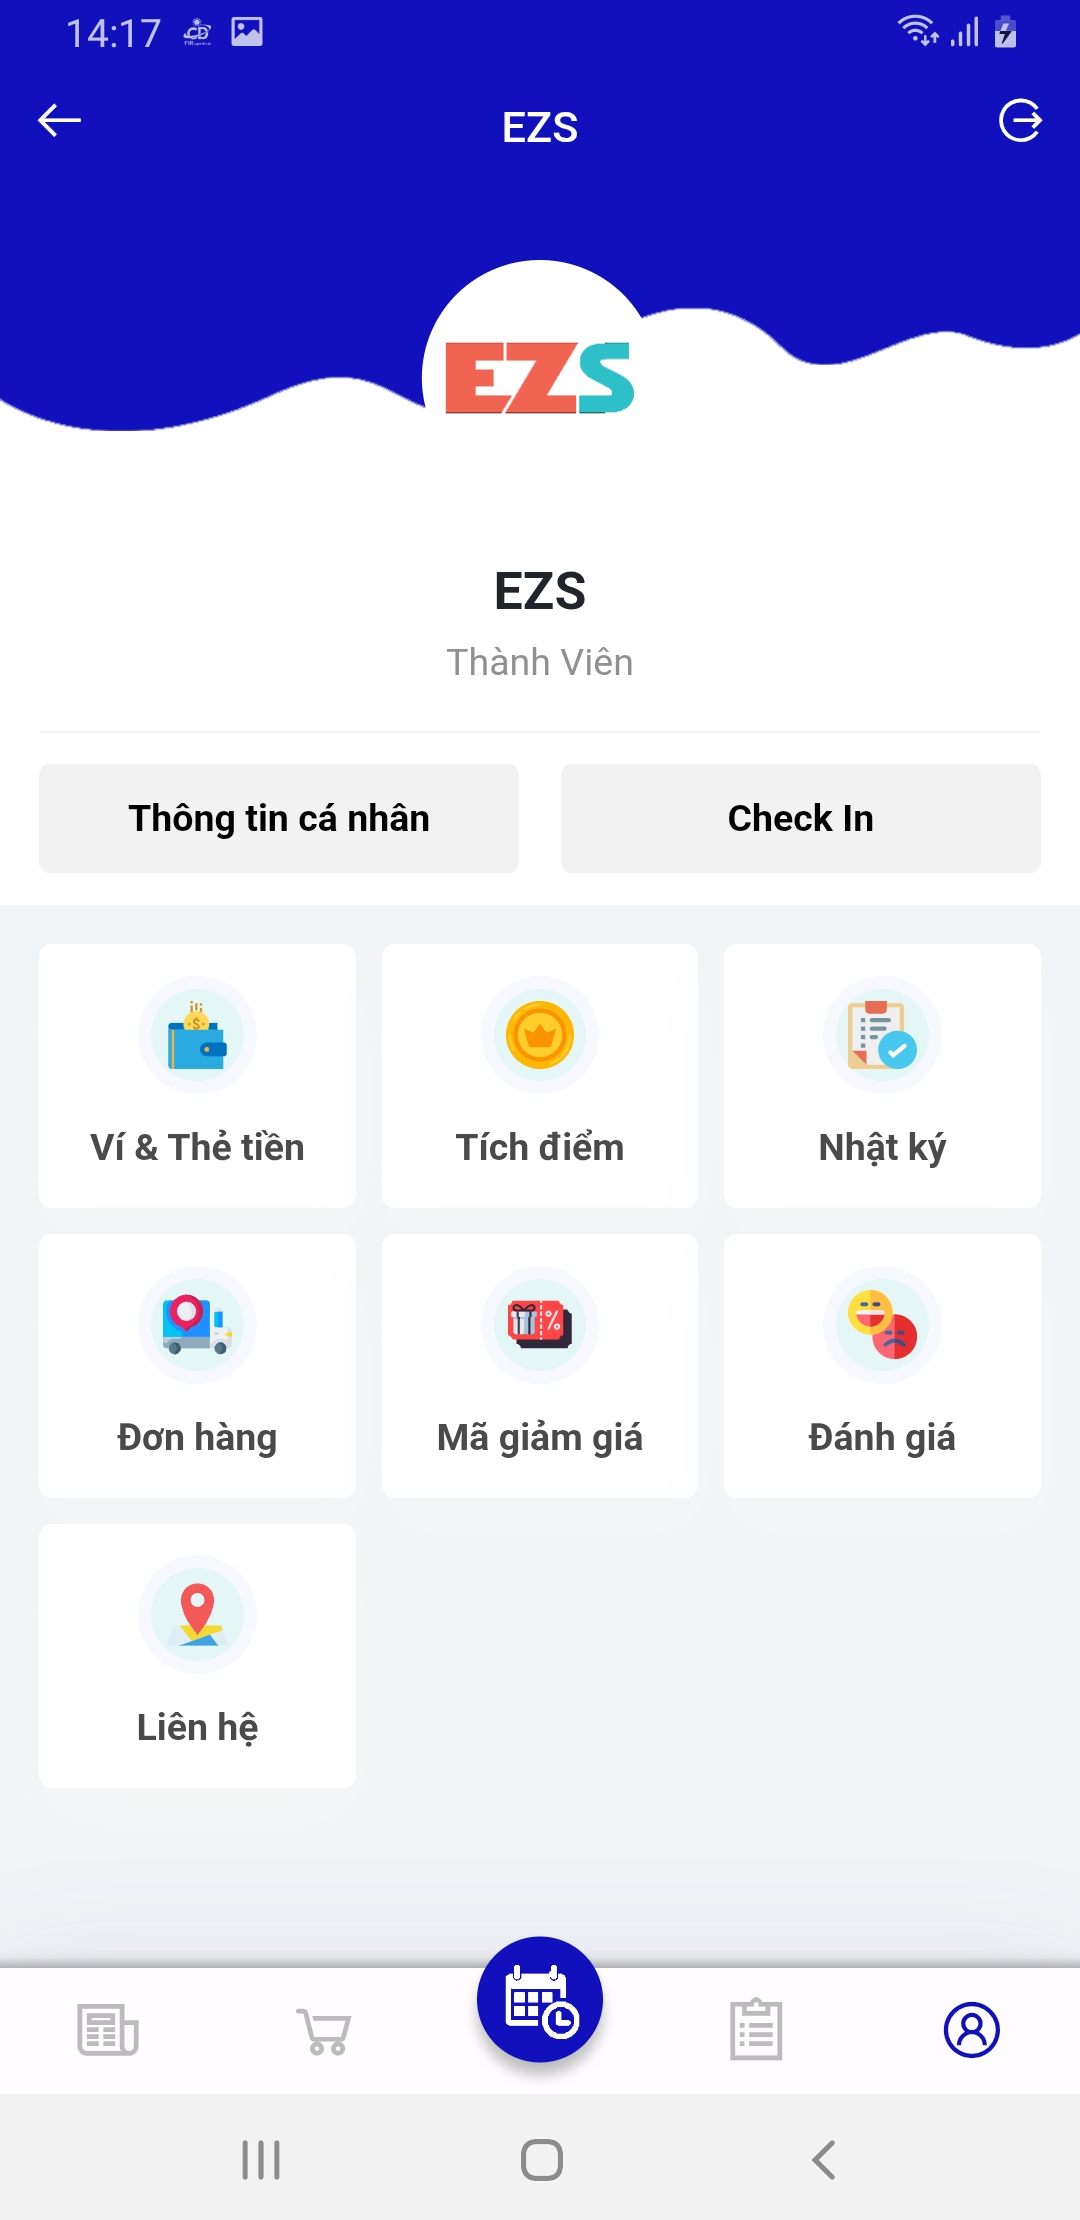 14:17
EZS
EZS
EZS
Thành Viên
Thông tin cá nhân
Check In
Ví & Thẻ tiền
Tích điểm
Nhật ký
Đơn hàng
Mã giảm giá
Đánh giá
Liên hệ